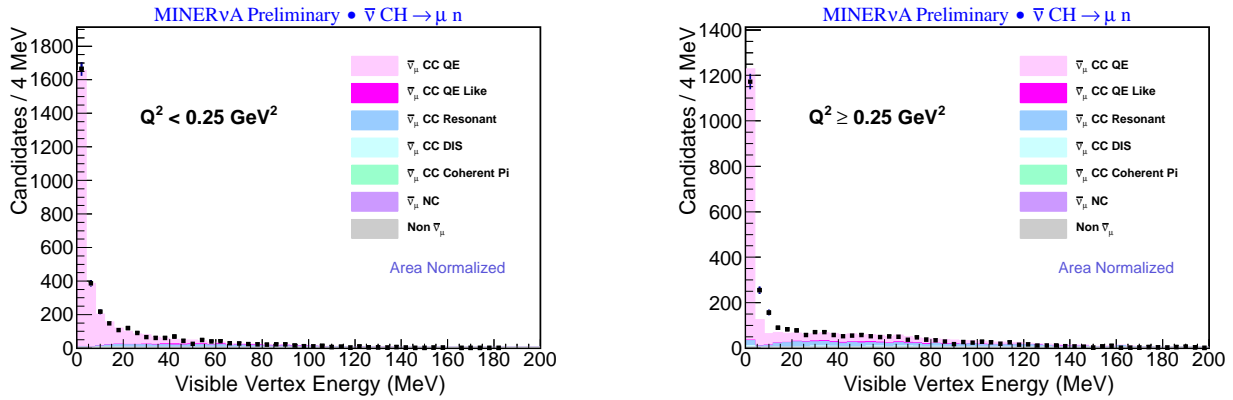 MINERνA Preliminary • ν̅ CH → μ n
Candidates / 4 MeV
1800
1600
1400
1200
1000
800
600
400
200
0
Q² < 0.25 GeV²
ν̅μ CC QE
ν̅μ CC QE Like
ν̅μ CC Resonant
ν̅μ CC DIS
ν̅μ CC Coherent Pi
ν̅μ NC
Non ν̅μ
Area Normalized
0 20 40 60 80 100 120 140 160 180 200
Visible Vertex Energy (MeV)
MINERνA Preliminary • ν̅ CH → μ n
Candidates / 4 MeV
1400
1200
1000
800
600
400
200
0
Q² ≥ 0.25 GeV²
ν̅μ CC QE
ν̅μ CC QE Like
ν̅μ CC Resonant
ν̅μ CC DIS
ν̅μ CC Coherent Pi
ν̅μ NC
Non ν̅μ
Area Normalized
0 20 40 60 80 100 120 140 160 180 200
Visible Vertex Energy (MeV)